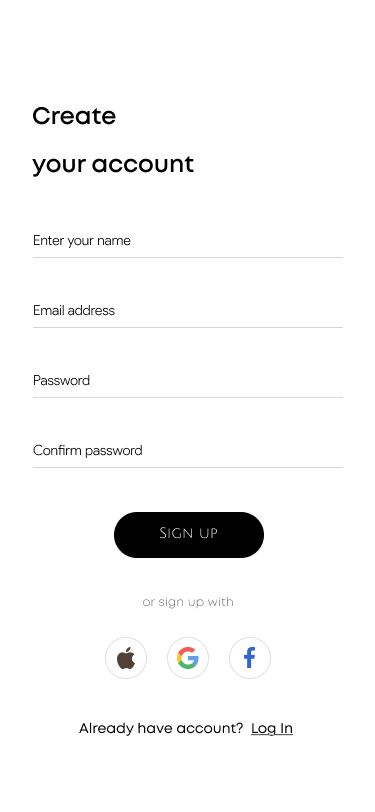 Create
your account
Enter your name
Email address
Password
Confirm password
SIGN UP
or sign up with
Already have account? Log In